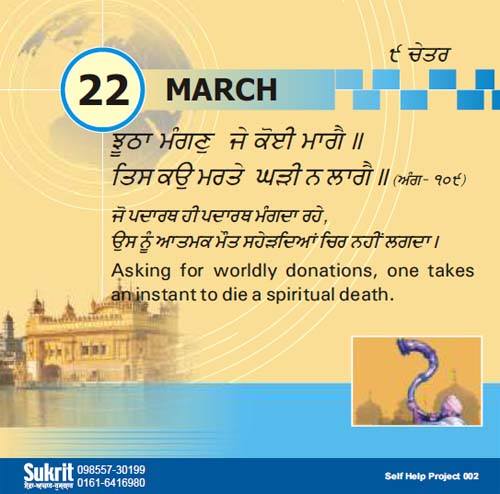 ੯ ਚੇਤਰ
22 MARCH
ਝੂਠਾ ਮੰਗਣੁ ਜੇ ਕੋਈ ਮਾਗੈ ॥
ਤਿਸ ਕਉ ਮਰਤੇ ਘੜੀ ਨ ਲਾਗੈ ॥ (ਅੰਗ- ੧੦੯)
ਜੋ ਪਦਾਰਥ ਹੀ ਪਦਾਰਥ ਮੰਗਦਾ ਰਹੇ,
ਉਸ ਨੂੰ ਆਤਮਕ ਮੌਤ ਸਹੇੜਦਿਆਂ ਚਿਰ ਨਹੀਂ ਲਗਦਾ।
Asking for worldly donations, one takes
an instant to die a spiritual death.
Sukrit
098557-30199
0161-6416980
Self Help Project 002